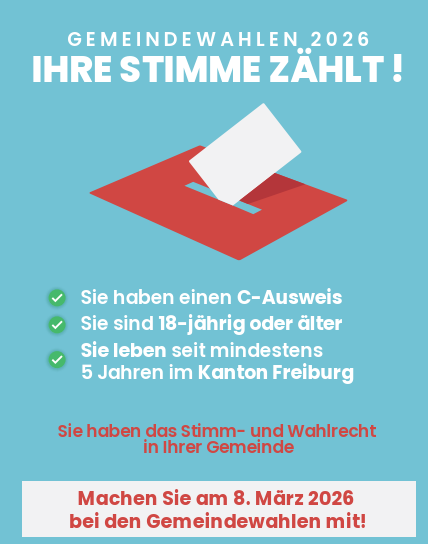 GEMEINDEWAHLEN 2026
IHRE STIMME ZÄHLT !
Sie haben einen C-Ausweis
Sie sind 18-jährig oder älter
Sie leben seit mindestens
5 Jahren im Kanton Freiburg
Sie haben das Stimm- und Wahlrecht
in Ihrer Gemeinde
Machen Sie am 8. März 2026
bei den Gemeindewahlen mit!